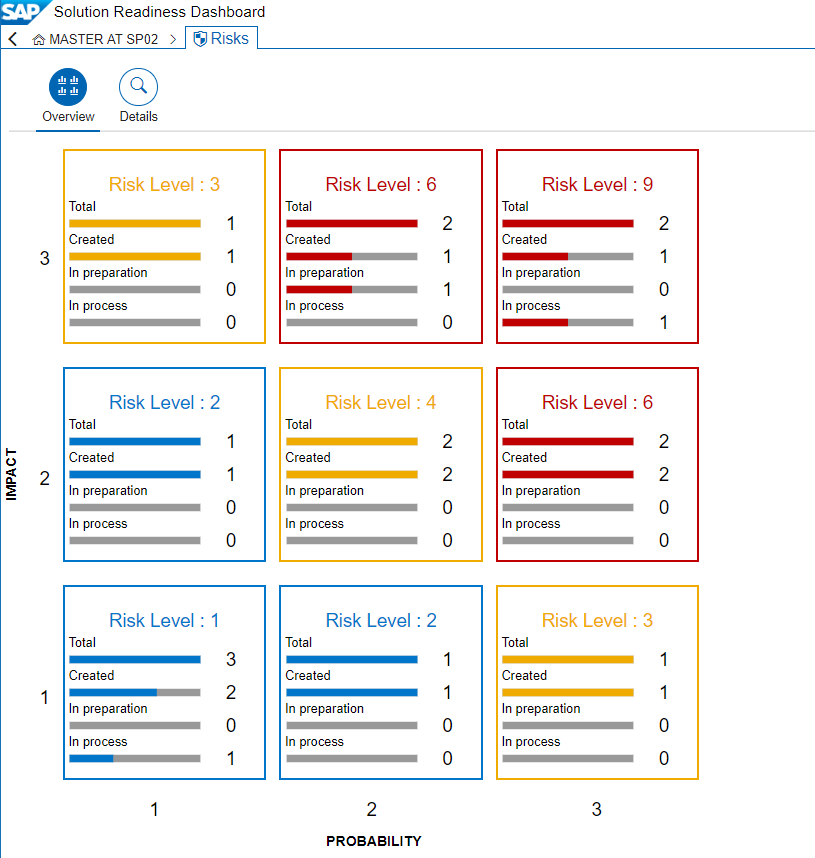 SAP Solution Readiness Dashboard
MASTER AT SP02 Risks
Overview Details
Risk Level : 3
Total
1
Created
1
In preparation
0
In process
0
Risk Level : 6
Total
2
Created
1
In preparation
1
In process
0
Risk Level : 9
Total
2
Created
1
In preparation
0
In process
1
3
Risk Level : 2
Total
1
Created
1
In preparation
0
In process
0
Risk Level : 4
Total
2
Created
2
In preparation
0
In process
0
Risk Level : 6
Total
2
Created
2
In preparation
0
In process
0
IMPACT
2
Risk Level : 1
Total
3
Created
2
In preparation
0
In process
1
Risk Level : 2
Total
1
Created
1
In preparation
0
In process
0
Risk Level : 3
Total
1
Created
1
In preparation
0
In process
0
1
1 2 3
PROBABILITY